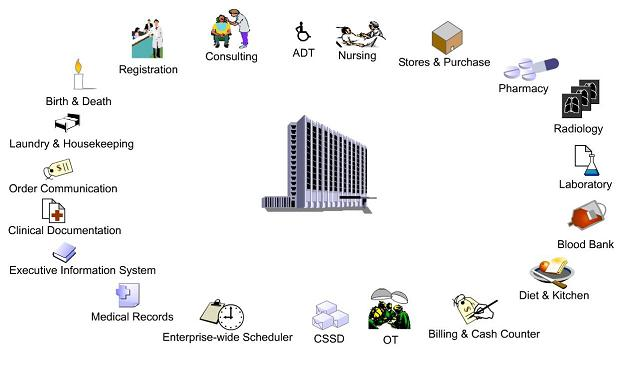 Registration
Consulting
ADT
Nursing
Stores & Purchase
Pharmacy
Birth & Death
Radiology
Laundry & Housekeeping
Laboratory
Order Communication
Clinical Documentation
Blood Bank
Executive Information System
Diet & Kitchen
Medical Records
Enterprise-wide Scheduler
CSSD
OT
Billing & Cash Counter